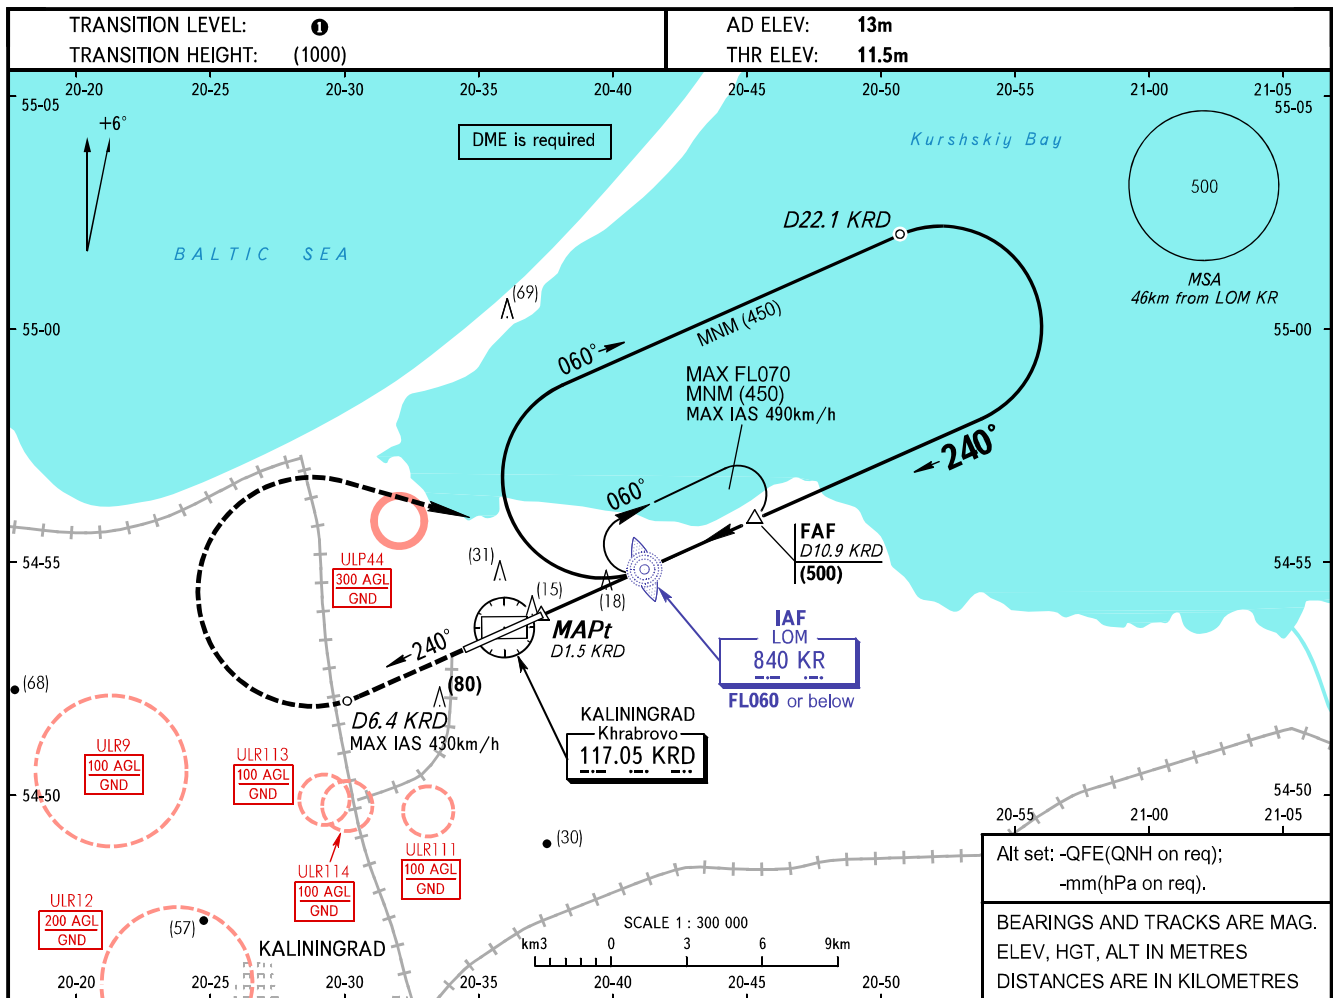 TRANSITION LEVEL: ❶
TRANSITION HEIGHT: (1000)
AD ELEV: 13m
THR ELEV: 11.5m
20-20 20-25 20-30 20-35 20-40 20-45 20-50 20-55 21-00 21-05
55-05 55-05
+6°
DME is required
Kurshskiy Bay
500
D22.1 KRD
BALTIC SEA
MSA
46km from LOM KR
(69)
55-00 55-00
MNM (450)
060°
MAX FL070
MNM (450)
MAX IAS 490km/h
240°
060°
FAF
D10.9 KRD
(500)
ULP44
300 AGL
GND
(31)
54-55 54-55
(15)
(18)
MAPt
D1.5 KRD
IAF
LOM
840 KR
FL060 or below
240°
(80)
(68)
D6.4 KRD
MAX IAS 430km/h
KALININGRAD
Khrabrovo
117.05 KRD
ULR9
100 AGL
GND
ULR113
100 AGL
GND
54-50 54-50
20-55 21-00 21-05
(30)
ULR114
100 AGL
GND
ULR111
100 AGL
GND
ULR12
200 AGL
GND
(57)
KALININGRAD
SCALE 1 : 300 000
km3 0 3 6 9km
20-20 20-25 20-30 20-35 20-40 20-45 20-50
Alt set: -QFE(QNH on req);
-mm(hPa on req).
BEARINGS AND TRACKS ARE MAG.
ELEV, HGT, ALT IN METRES
DISTANCES ARE IN KILOMETRES